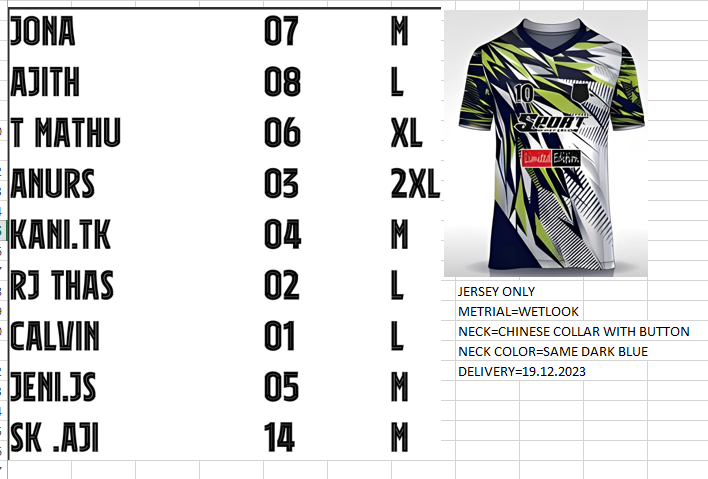 JONA 07 M
AJITH 08 L
T MATHU 06 XL
ANURS 03 2XL
KANI.TK 04 M
RJ THAS 02 L
CALVIN 01 L
JENI.JS 05 M
SK .AJI 14 M
10
SPORT
Limited Edition
JERSEY ONLY
METRIAL=WETLOOK
NECK=CHINESE COLLAR WITH BUTTON
NECK COLOR=SAME DARK BLUE
DELIVERY=19.12.2023